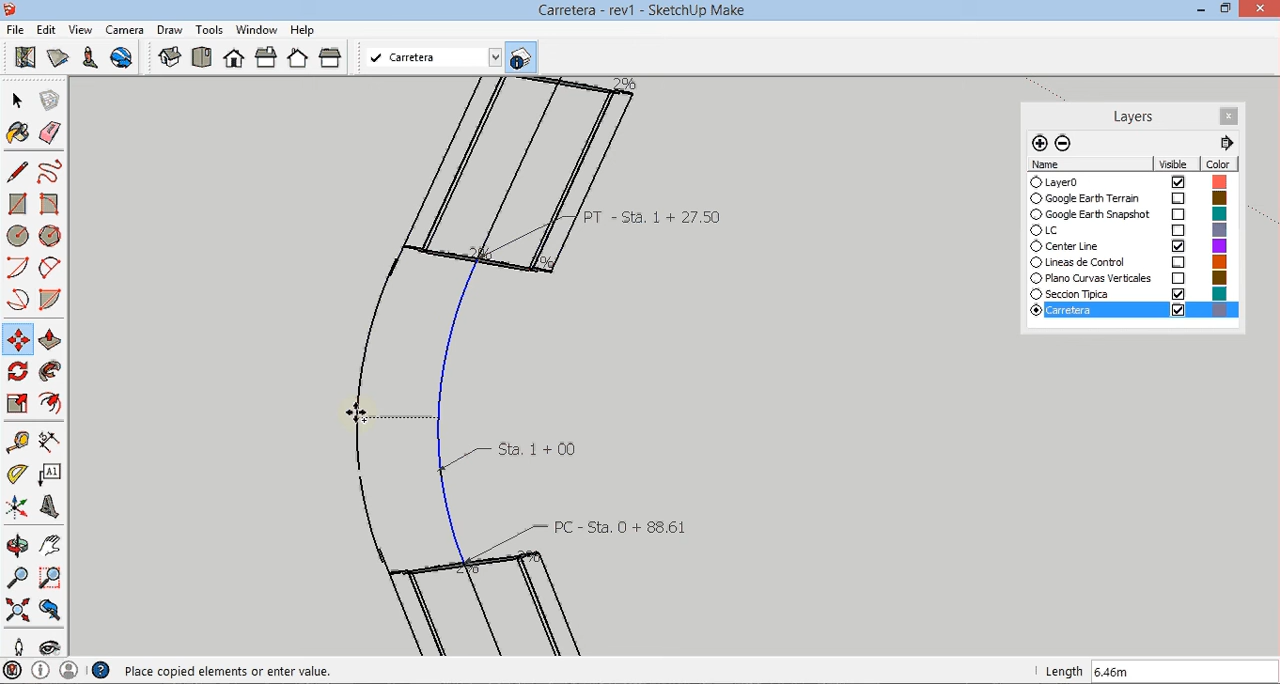 Carretera - rev1 - SketchUp Make
File Edit View Camera Draw Tools Window Help
Carretera
2%
Layers
Name Visible Color
Layer0
Google Earth Terrain
Google Earth Snapshot
LC
Center Line
Lineas de Control
Plano Curvas Verticales
Seccion Tipica
Carretera
PT - Sta. 1 + 27.50
-2%
Sta. 1 + 00
PC - Sta. 0 + 88.61
A1
Place copied elements or enter value.
Length 6.46m